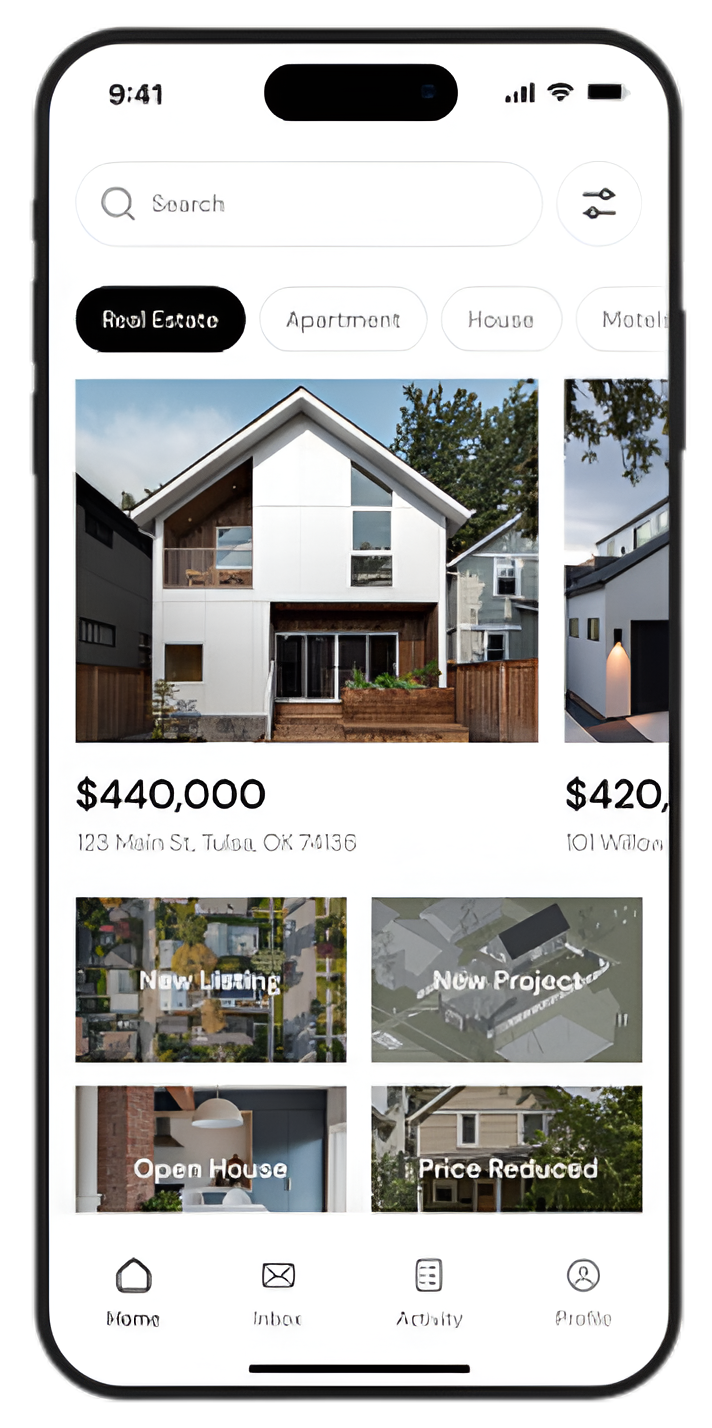 9:41
Search
Real Estate Apartment House Motels
$440,000 $420,
123 Main St, Tulsa, OK 74136 101 Willow
New Listing New Project
Open House Price Reduced
Home Inbox Activity Profile